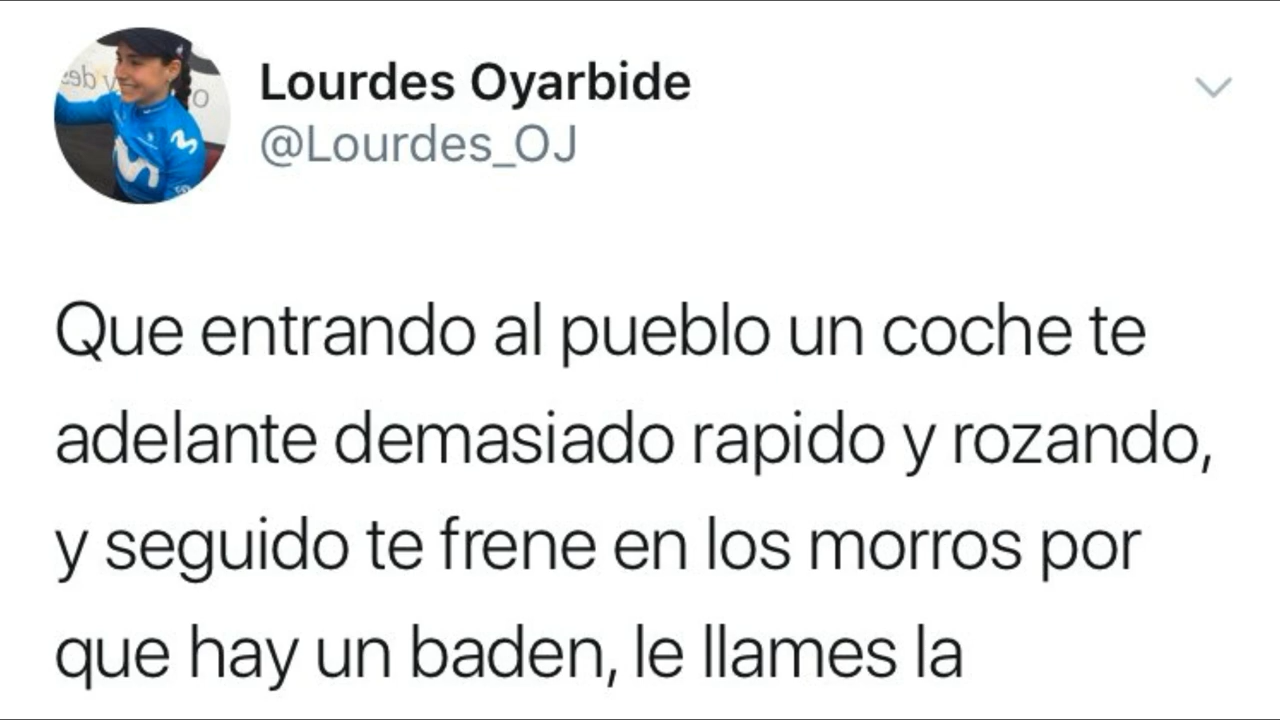 Lourdes Oyarbide
@Lourdes_OJ
Que entrando al pueblo un coche te
adelante demasiado rapido y rozando,
y seguido te frene en los morros por
que hay un baden, le llames la